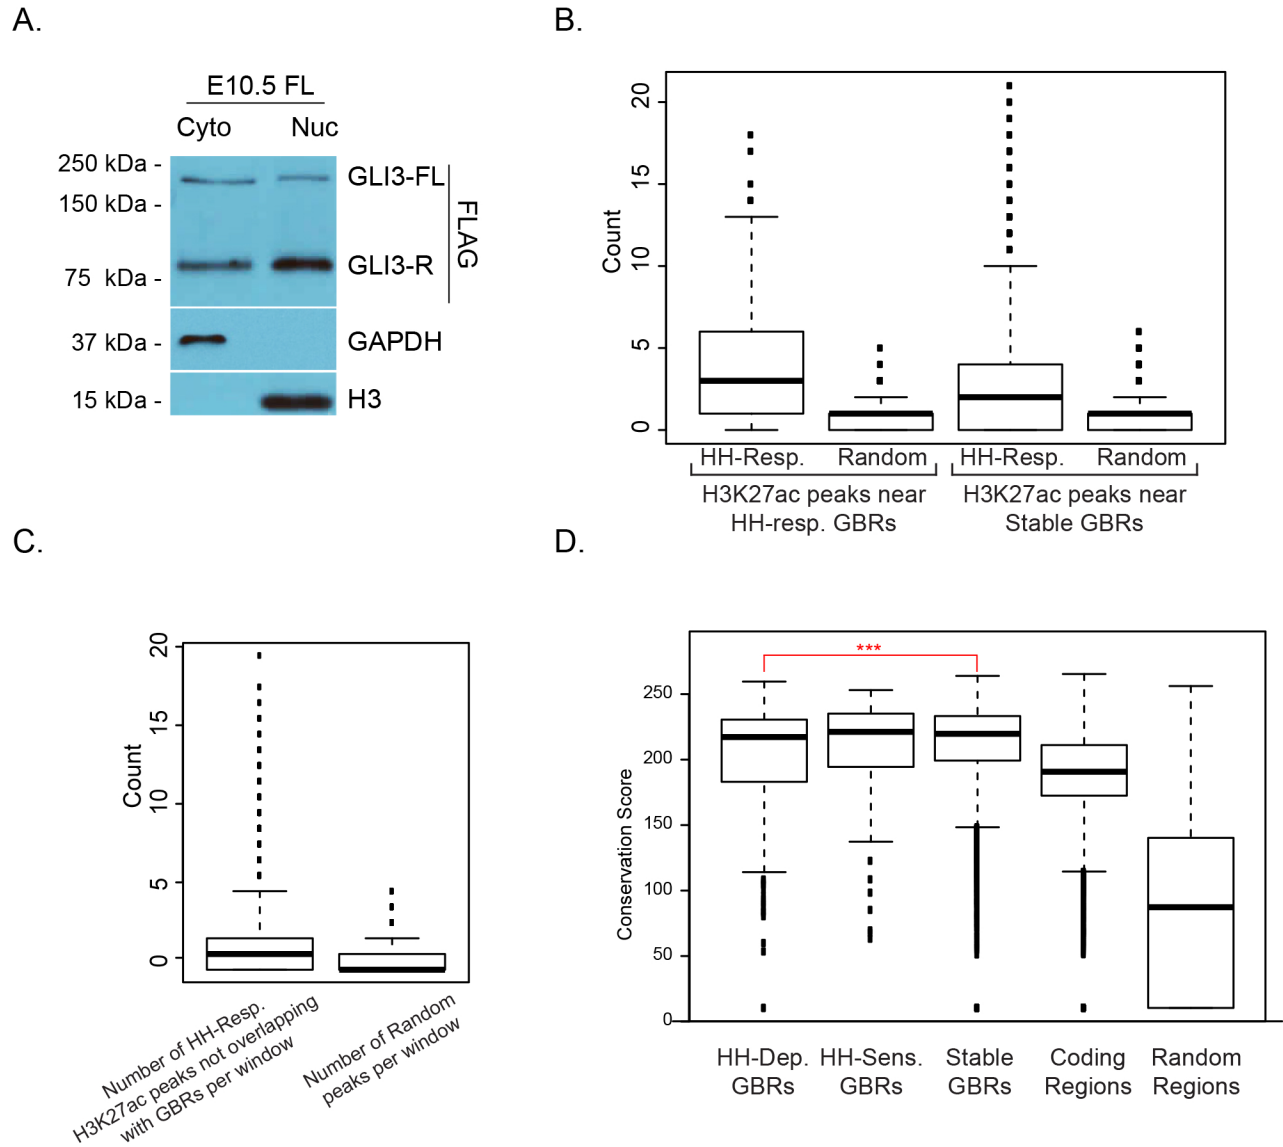 A.
E10.5 FL
Cyto Nuc
250 kDa -
150 kDa -
75 kDa -
37 kDa -
15 kDa -
GLI3-FL
GLI3-R
FLAG
GAPDH
H3
B.
Count
20
15
10
5
0
HH-Resp. Random HH-Resp. Random
H3K27ac peaks near
HH-resp. GBRs
H3K27ac peaks near
Stable GBRs
C.
Count
20
15
10
5
0
Number of HH-Resp.
H3K27ac peaks not overlapping
with GBRs per window
Number of Random
peaks per window
D.
Conservation Score
250
200
150
100
50
0
***
HH-Dep.
GBRs
HH-Sens.
GBRs
Stable
GBRs
Coding
Regions
Random
Regions